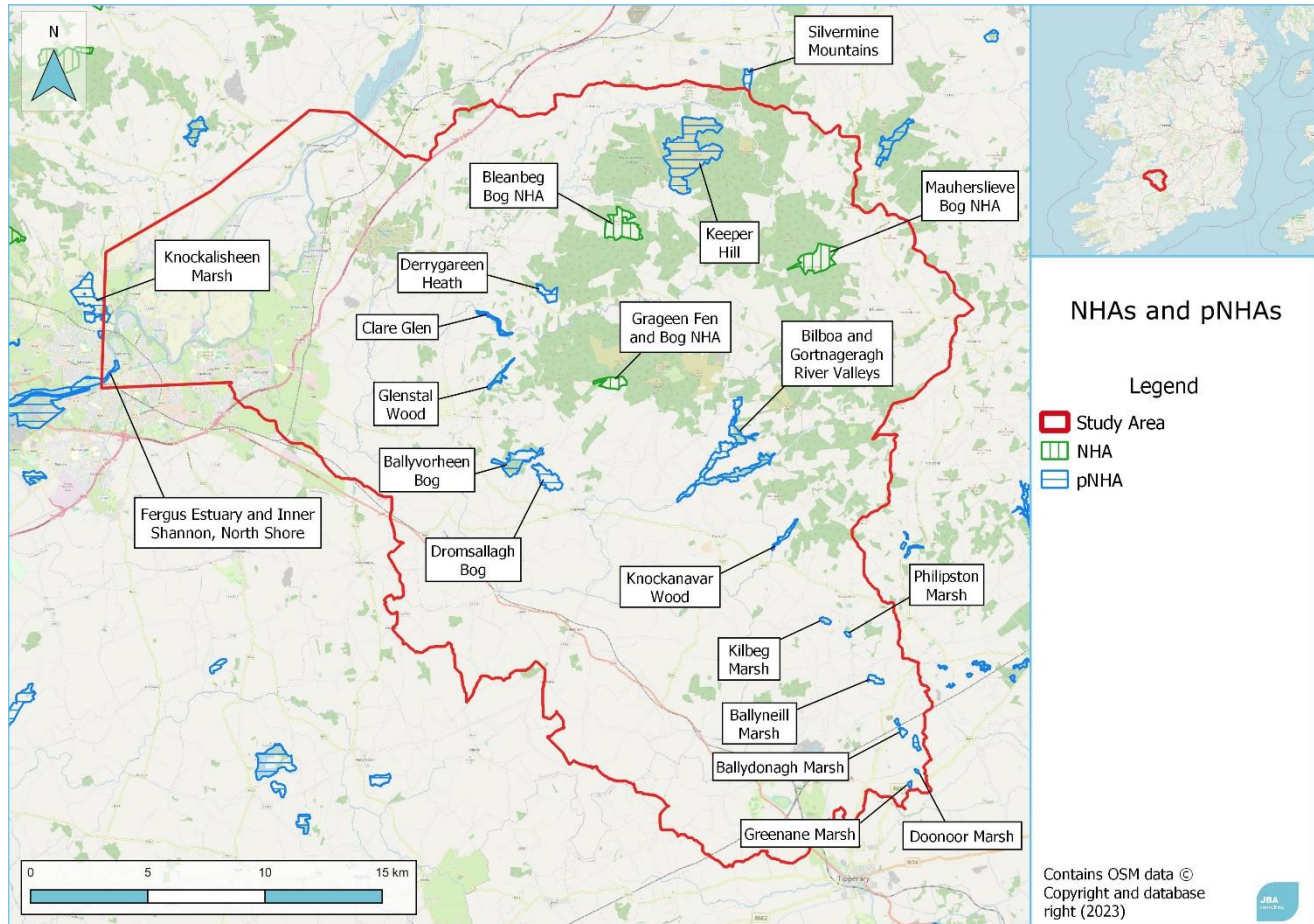 N
Silvermine
Mountains
Bleanbeg
Bog NHA
Mauherslieve
Bog NHA
Keeper
Hill
Knockalisheen
Marsh
Derrygareen
Heath
Clare Glen
Grageen Fen
and Bog NHA
Bilboa and
Gortnageragh
River Valleys
Glenstal
Wood
Ballyvorheen
Bog
Fergus Estuary and Inner
Shannon, North Shore
Dromsallagh
Bog
Knockanavar
Wood
Philipston
Marsh
Kilbeg
Marsh
Ballyneill
Marsh
Ballydonagh Marsh
Greenane Marsh
Doonoor Marsh
Tipperary
0 5 10 15 km
NHAs and pNHAs
Legend
Study Area
NHA
pNHA
Contains OSM data ©
Copyright and database
right (2023)
JBA
consulting